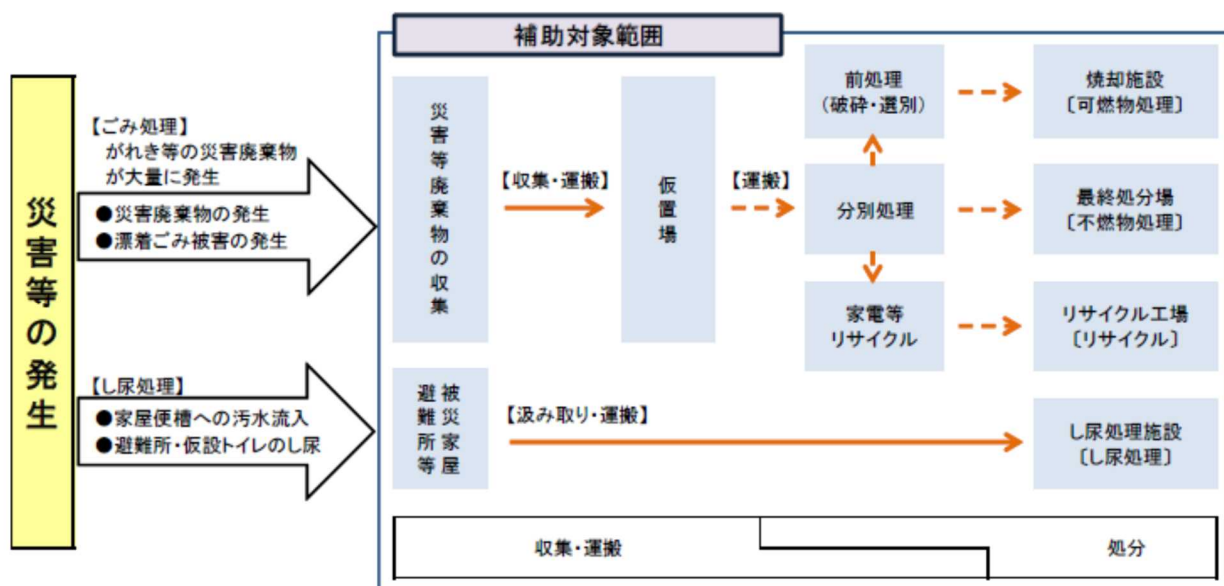 補助対象範囲
災害等の発生
【ごみ処理】
がれき等の災害廃棄物
が大量に発生
●災害廃棄物の発生
●漂着ごみ被害の発生
災害等廃棄物の収集
【収集・運搬】
仮置場
【運搬】
前処理
（破砕・選別）
分別処理
家電等
リサイクル
焼却施設
〔可燃物処理〕
最終処分場
〔不燃物処理〕
リサイクル工場
〔リサイクル〕
【し尿処理】
●家屋便槽への汚水流入
●避難所・仮設トイレのし尿
被災家屋
避難所等
【汲み取り・運搬】
し尿処理施設
〔し尿処理〕
収集・運搬
処分